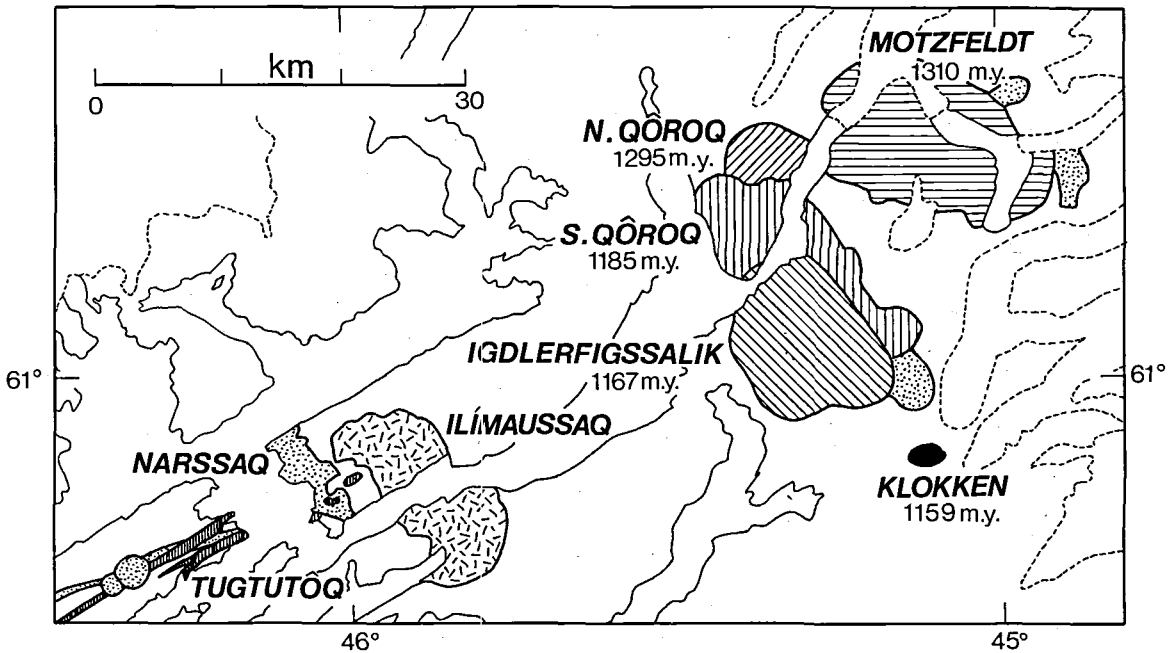 MOTZFELDT
1310 m.y.
km
0 30
N. QÔROQ
1295 m.y.
S. QÔROQ
1185 m.y.
IGDLERFIGSSALIK
1167 m.y.
61° 61°
ILÍMAUSSAQ
NARSSAQ
KLOKKEN
1159 m.y.
TUGTUTÔQ
46° 45°